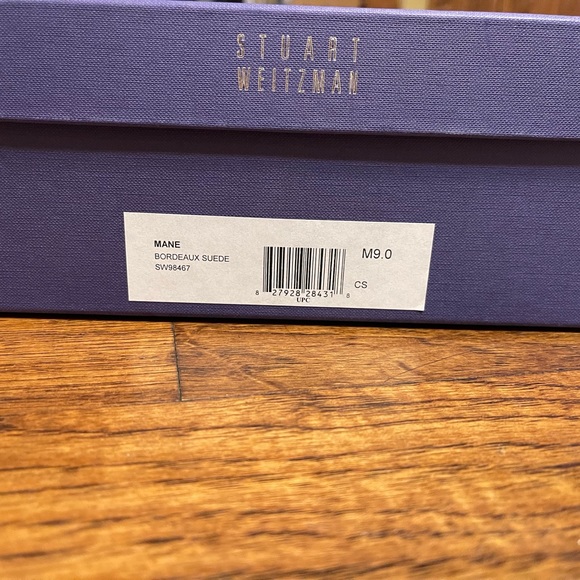 STUART
WEITZMAN
MANE
BORDEAUX SUEDE
SW98467
8 27928 28431 8
UPC
M9.0
CS